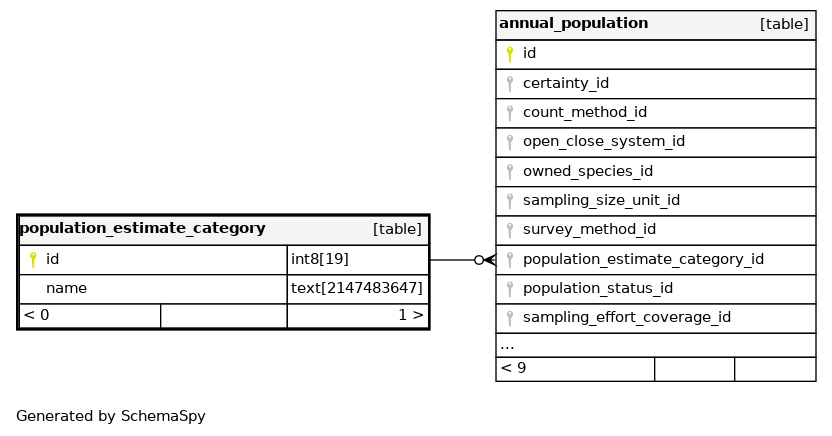 annual_population [table]
id
certainty_id
count_method_id
open_close_system_id
owned_species_id
sampling_size_unit_id
survey_method_id
population_estimate_category_id
population_status_id
sampling_effort_coverage_id
...
< 9
population_estimate_category [table]
id int8[19]
name text[2147483647]
< 0 1 >
Generated by SchemaSpy